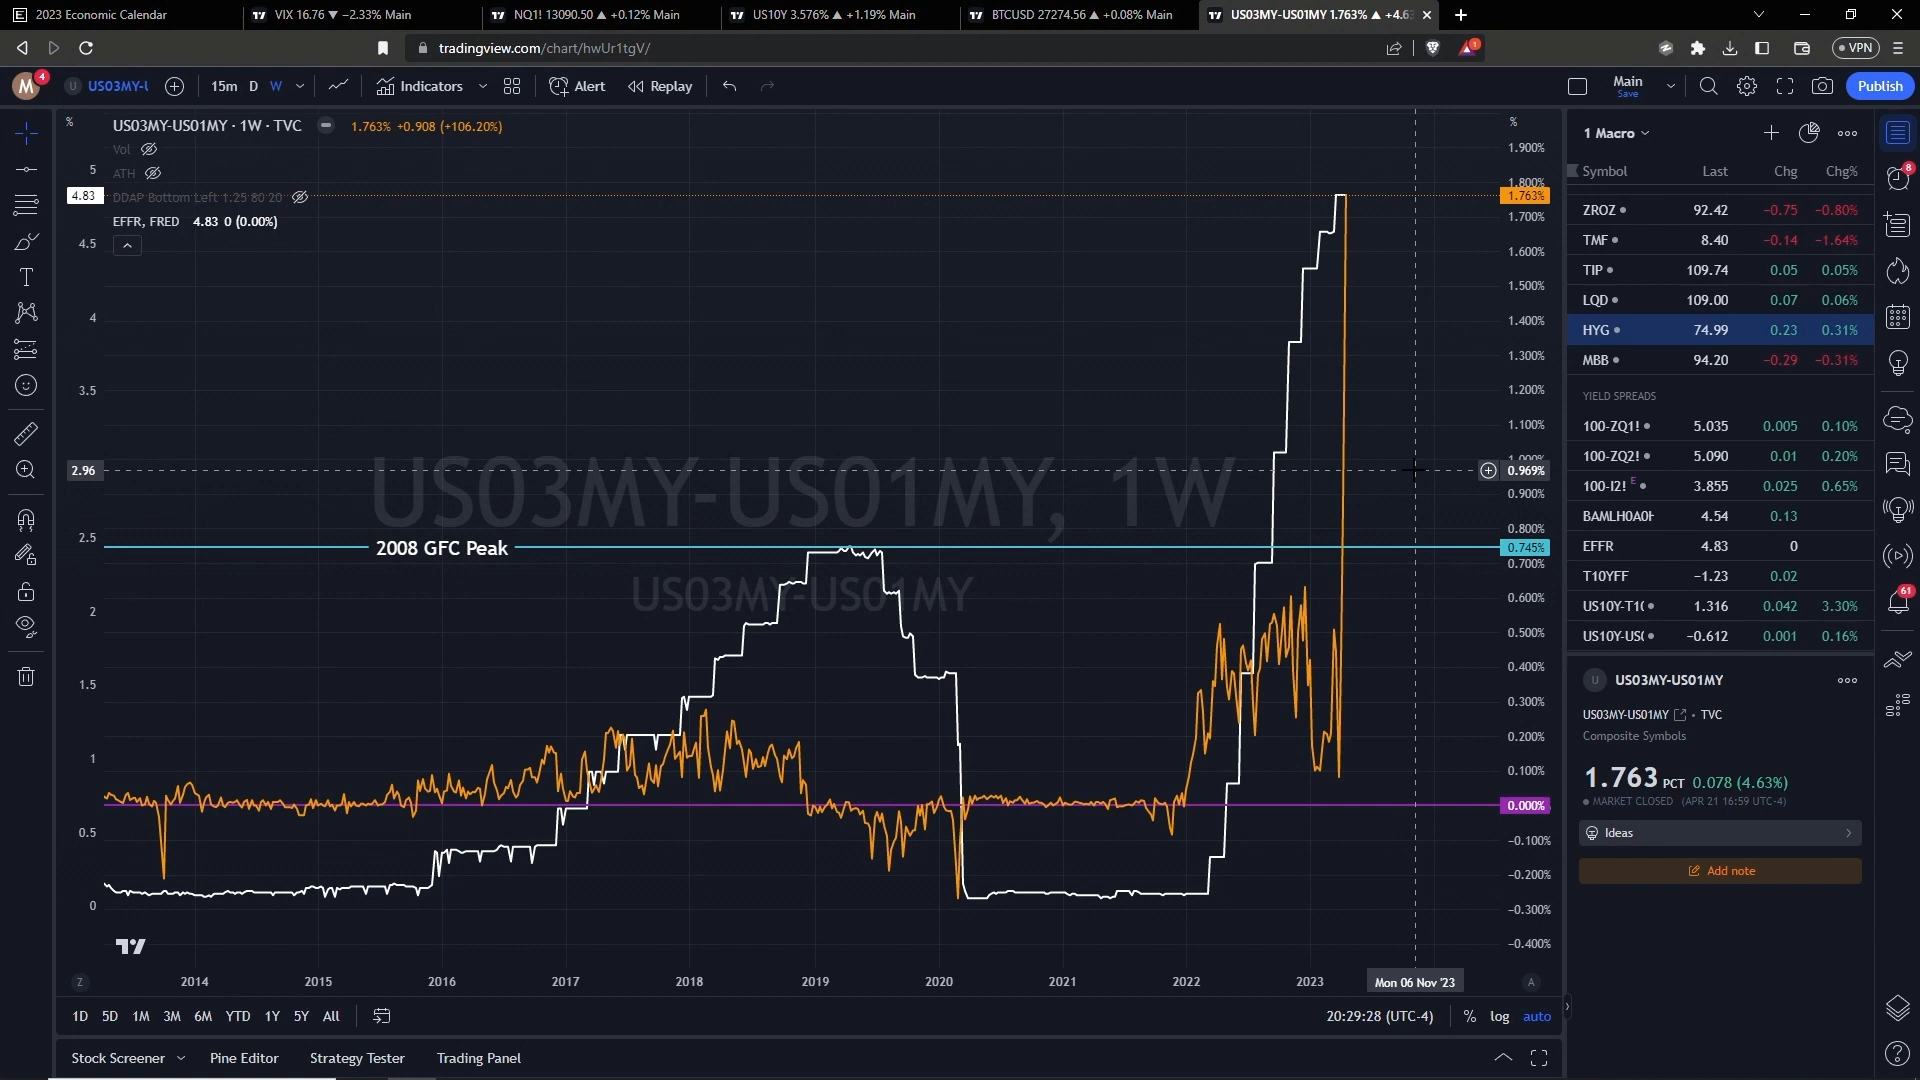 2023 Economic Calendar
VIX 16.76 ▼ −2.33% Main
NQ1! 13090.50 ▲ +0.12% Main
US10Y 3.576% ▲ +1.19% Main
BTCUSD 27274.56 ▲ +0.08% Main
US03MY-US01MY 1.763% ▲ +4.6
tradingview.com/chart/hwUr1tgV/
1
VPN
M 4
U US03MY-U
15m D W
Indicators
Alert
Replay
Main
Save
Publish
US03MY-US01MY · 1W · TVC 1.763% +0.908 (+106.20%)
Vol
ATH
DDAP Bottom Left 1.25 80 20
EFFR, FRED 4.83 0 (0.00%)
%
5
4.83
4.5
4
3.5
2.96
2.5
2
1.5
1
0.5
0
US03MY-US01MY, 1W
US03MY-US01MY
2008 GFC Peak
%
1.900%
1.800%
1.763%
1.700%
1.600%
1.500%
1.400%
1.300%
1.200%
1.100%
1.000%
0.969%
0.900%
0.800%
0.745%
0.700%
0.600%
0.500%
0.400%
0.300%
0.200%
0.100%
0.000%
−0.100%
−0.200%
−0.300%
−0.400%
Z 2014 2015 2016 2017 2018 2019 2020 2021 2022 2023 Mon 06 Nov '23 A
1D 5D 1M 3M 6M YTD 1Y 5Y All
20:29:28 (UTC-4) % log auto
Stock Screener Pine Editor Strategy Tester Trading Panel
1 Macro
Symbol Last Chg Chg%
ZROZ 92.42 −0.75 −0.80%
TMF 8.40 −0.14 −1.64%
TIP 109.74 0.05 0.05%
LQD 109.00 0.07 0.06%
HYG 74.99 0.23 0.31%
MBB 94.20 −0.29 −0.31%
YIELD SPREADS
100-ZQ1! 5.035 0.005 0.10%
100-ZQ2! 5.090 0.01 0.20%
100-I2! E 3.855 0.025 0.65%
BAMLH0A0H 4.54 0.13
EFFR 4.83 0
T10YFF −1.23 0.02
US10Y-T1( 1.316 0.042 3.30%
US10Y-US( −0.612 0.001 0.16%
U US03MY-US01MY
US03MY-US01MY • TVC
Composite Symbols
1.763 PCT 0.078 (4.63%)
MARKET CLOSED (APR 21 16:59 UTC-4)
Ideas
Add note
8
61